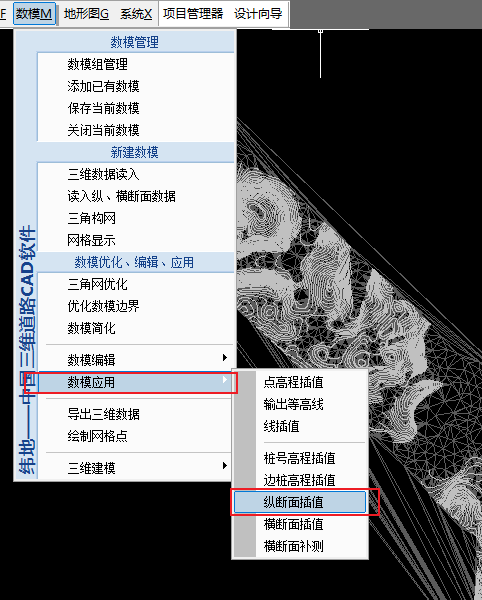 F 数模M 地形图G 系统X 项目管理器 设计向导
数模管理
数模组管理
添加已有数模
保存当前数模
关闭当前数模
新建数模
三维数据读入
读入纵、横断面数据
三角构网
网格显示
数模优化、编辑、应用
三角网优化
优化数模边界
数模简化
数模编辑
数模应用
导出三维数据
绘制网格点
三维建模
纬地——中国三维道路CAD软件
点高程插值
输出等高线
线插值
桩号高程插值
边桩高程插值
纵断面插值
横断面插值
横断面补测